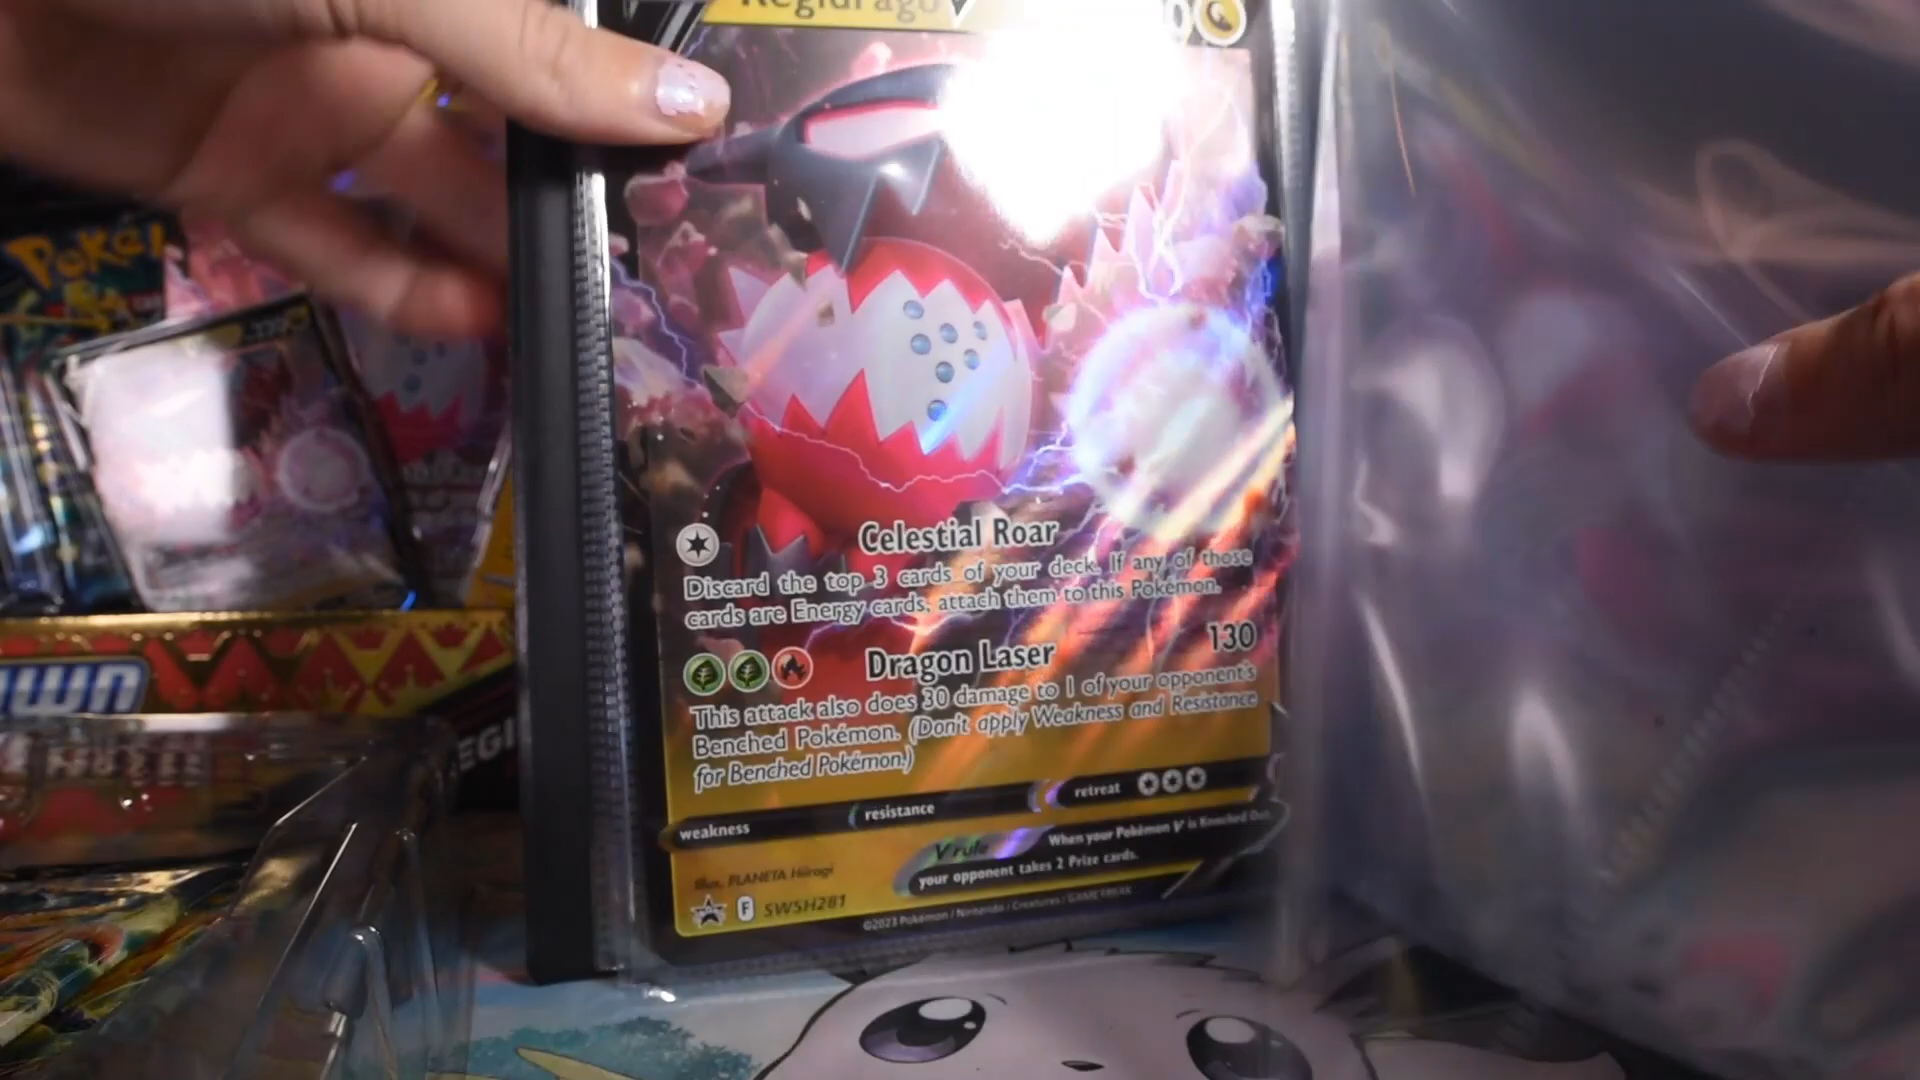 Regidrago
Celestial Roar
Discard the top 3 cards of your deck. If any of those
cards are Energy cards, attach them to this Pokémon.
Dragon Laser 130
This attack also does 30 damage to 1 of your opponent's
Benched Pokémon. (Don't apply Weakness and Resistance
for Benched Pokémon.)
weakness resistance retreat
V rule When your Pokémon V is Knocked Out,
your opponent takes 2 Prize cards.
Illus. PLANETA Hiiragi
F SWSH281
©2023 Pokémon / Nintendo / Creatures / GAME FREAK